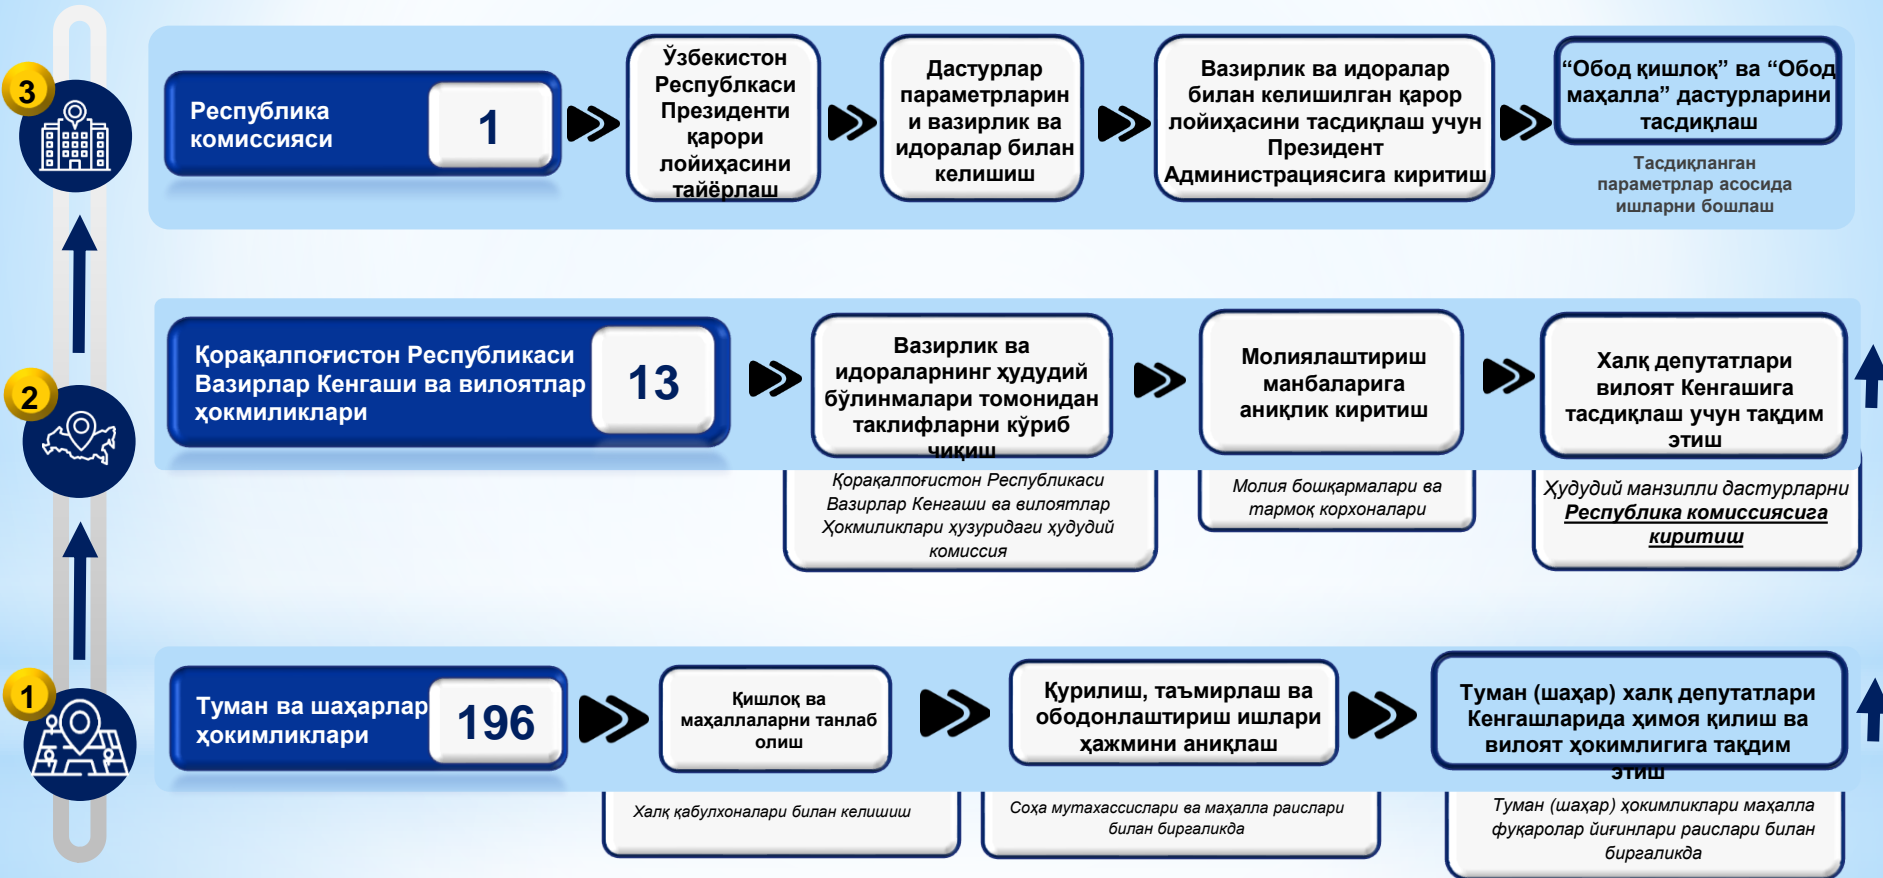 3
Республика
комиссияси
1
Ўзбекистон
Республкаси
Президенти
қарори
лойиҳасини
тайёрлаш
Дастурлар
параметрларин
и вазирлик ва
идоралар билан
келишиш
Вазирлик ва идоралар
билан келишилган қарор
лойиҳасини тасдиқлаш учун
Президент
Администрациясига киритиш
“Обод қишлоқ” ва “Обод
маҳалла” дастурларини
тасдиқлаш
Тасдиқланган
параметрлар асосида
ишларни бошлаш
2
Қорақалпоғистон Республикаси
Вазирлар Кенгаши ва вилоятлар
ҳокмиликлари
13
Вазирлик ва
идораларнинг ҳудудий
бўлинмалари томонидан
таклифларни кўриб
чиқиш
Қорақалпоғистон Республикаси
Вазирлар Кенгаши ва вилоятлар
Ҳокмиликлари ҳузуридаги ҳудудий
комиссия
Молиялаштириш
манбаларига
аниқлик киритиш
Молия бошқармалари ва
тармоқ корхоналари
Халқ депутатлари
вилоят Кенгашига
тасдиқлаш учун тақдим
этиш
Ҳудудий манзилли дастурларни
Республика комиссиясига
киритиш
1
Туман ва шаҳарлар
ҳокимликлари
196
Қишлоқ ва
маҳаллаларни танлаб
олиш
Халқ қабулхоналари билан келишиш
Қурилиш, таъмирлаш ва
ободонлаштириш ишлари
ҳажмини аниқлаш
Соҳа мутахассислари ва маҳалла раислари
билан биргаликда
Туман (шаҳар) халқ депутатлари
Кенгашларида ҳимоя қилиш ва
вилоят ҳокимлигига тақдим
этиш
Туман (шаҳар) ҳокимликлари маҳалла
фуқаролар йиғинлари раислари билан
биргаликда